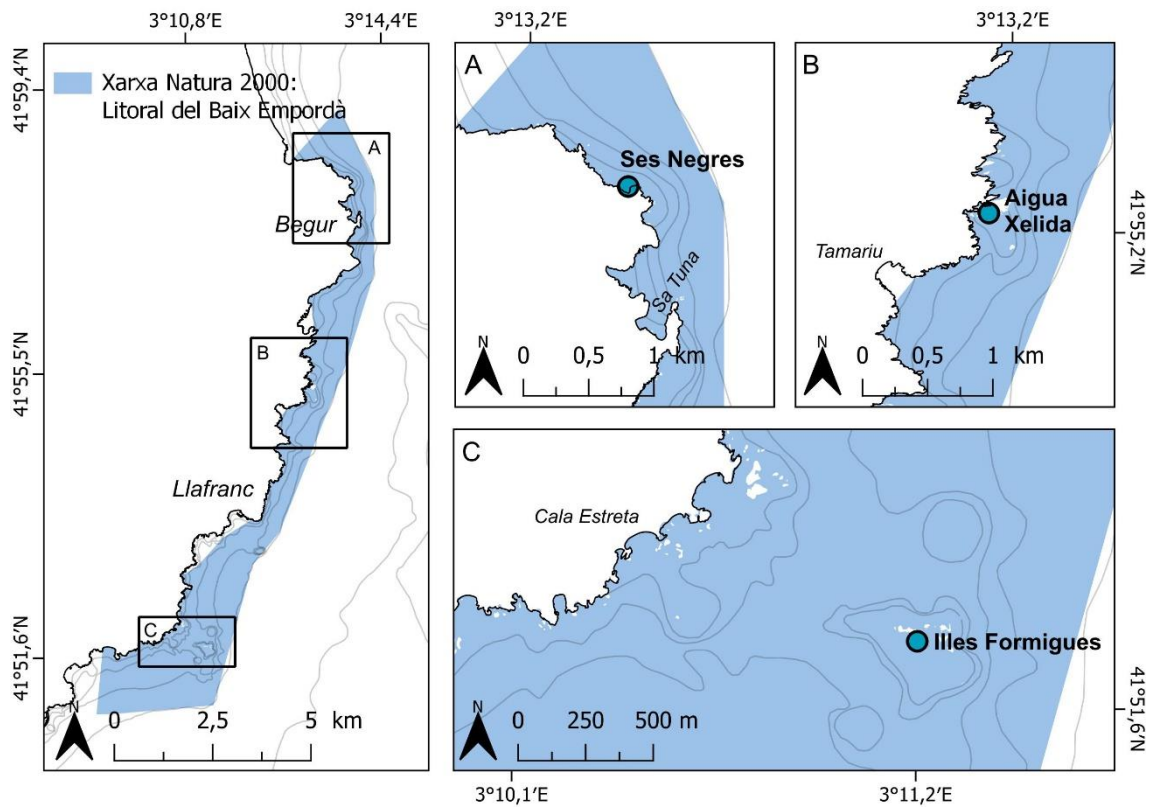 3°10,8′E
3°14,4′E
3°13,2′E
3°13,2′E
41°59,4′N
41°55,5′N
41°51,6′N
Xarxa Natura 2000:
Litoral del Baix Empordà
A
Begur
B
Llafranc
C
N
0 2,5 5 km
A
Ses Negres
Sa Tuna
N
0 0,5 1 km
B
Aigua
Xelida
Tamariu
N
0 0,5 1 km
41°55,2′N
C
Cala Estreta
Illes Formigues
N
0 250 500 m
41°51,6′N
3°10,1′E
3°11,2′E